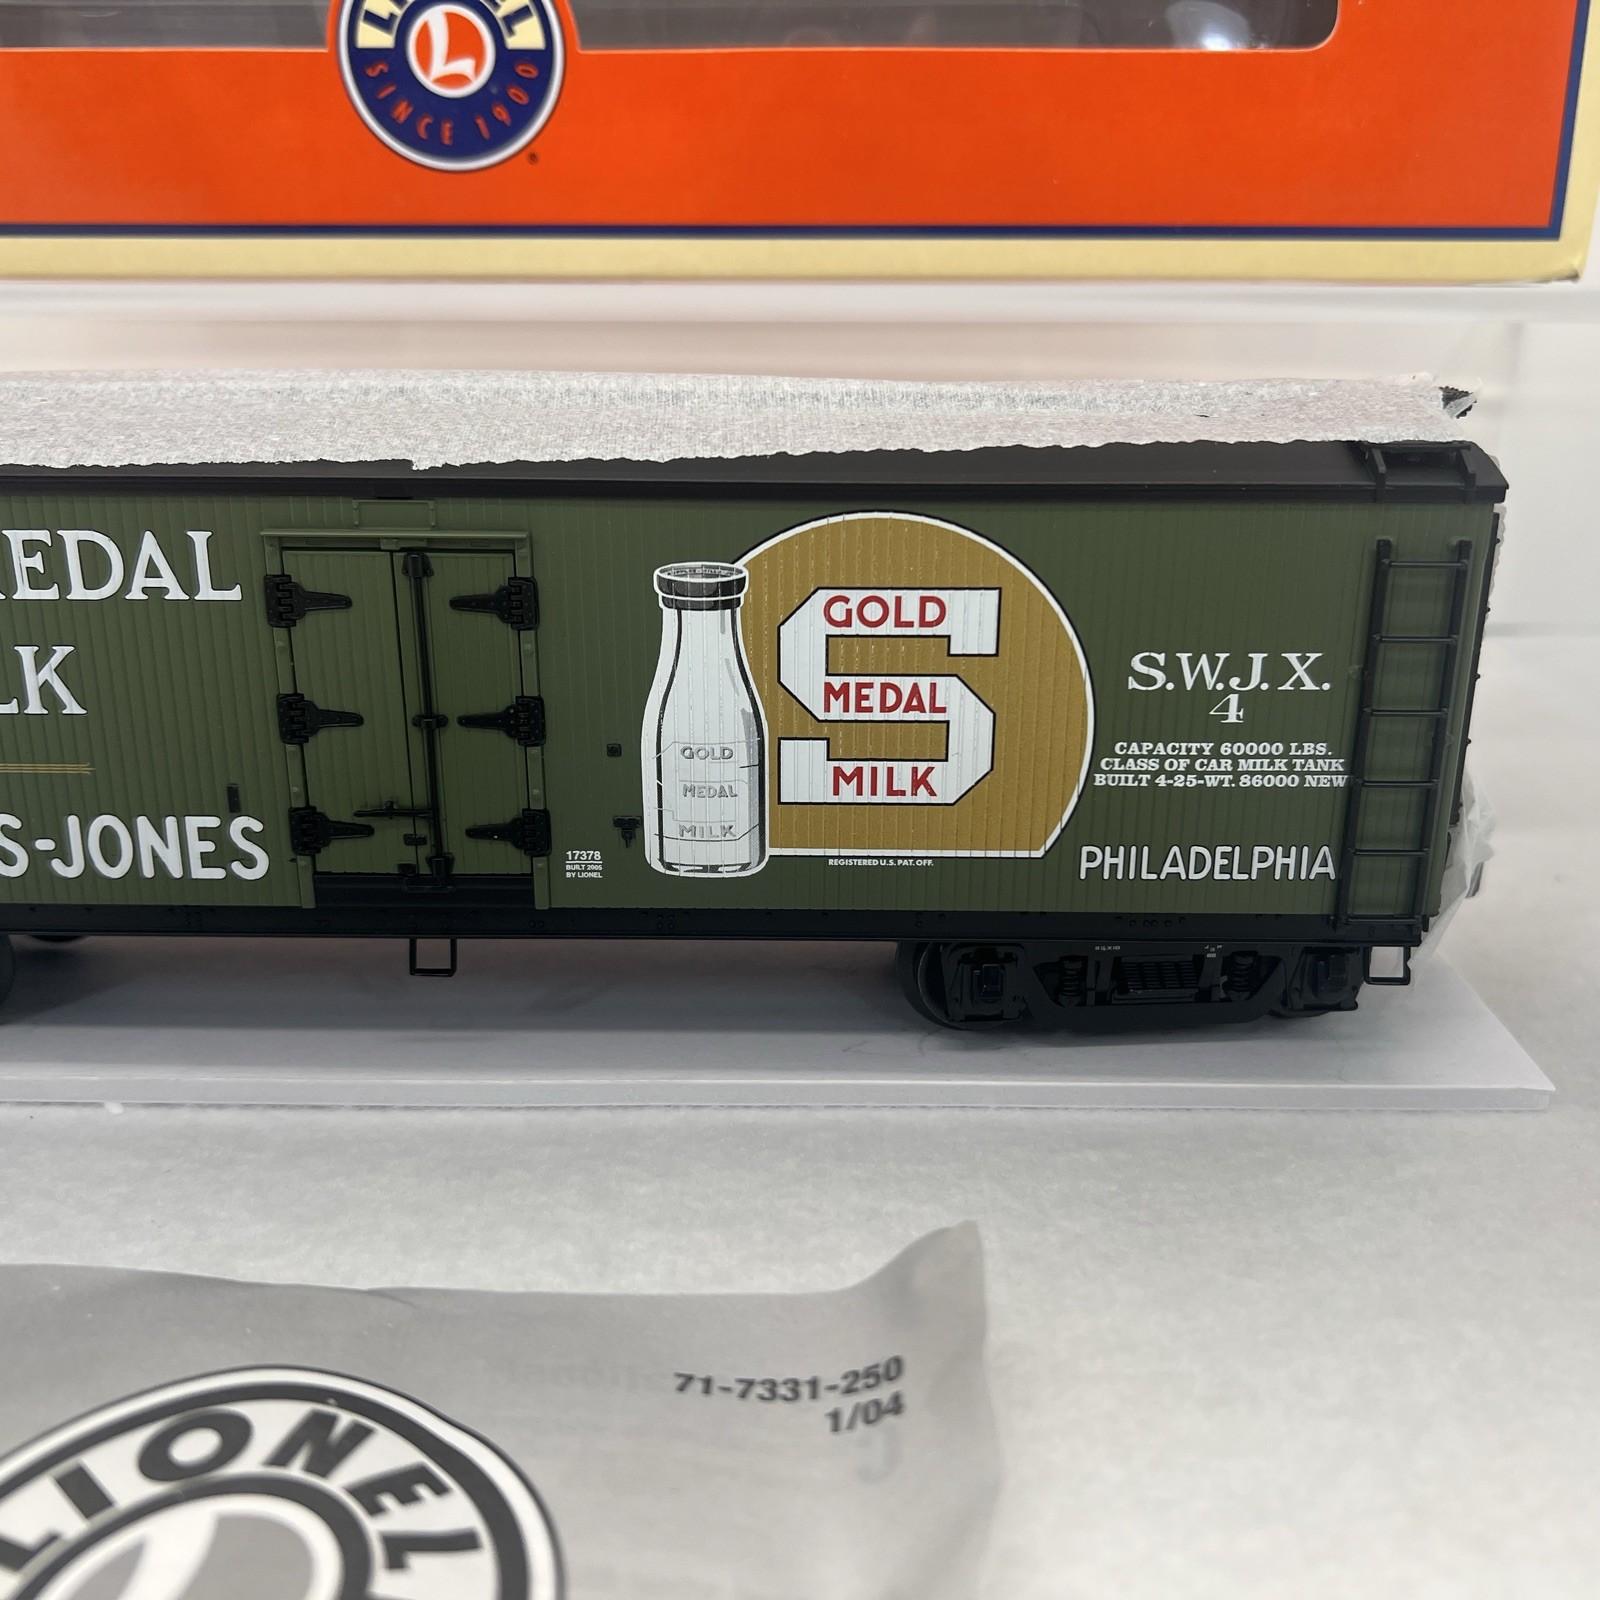 LIONEL
L
SINCE 1900
®
EDAL
LK
S-JONES
GOLD
MEDAL
MILK
GOLD
MEDAL
MILK
REGISTERED U.S. PAT. OFF.
17378
BUILT 2005
BY LIONEL
S.W.J.X.
4
CAPACITY 60000 LBS.
CLASS OF CAR MILK TANK
BUILT 4-25-WT. 86000 NEW
PHILADELPHIA
71-7331-250
1/04
LIONEL